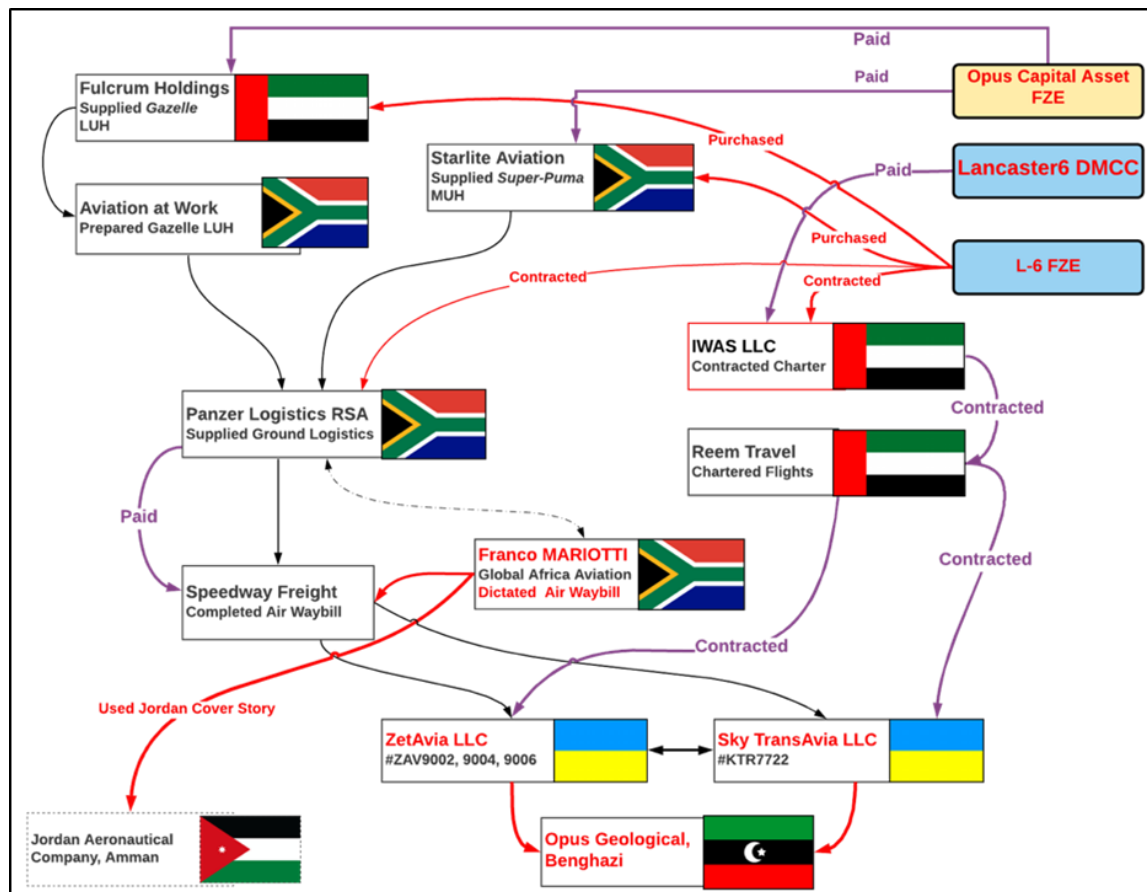 Paid
Paid
Opus Capital Asset
FZE
Fulcrum Holdings
Supplied Gazelle
LUH
Purchased
Starlite Aviation
Supplied Super-Puma
MUH
Paid
Lancaster6 DMCC
Aviation at Work
Prepared Gazelle LUH
Purchased
L-6 FZE
Contracted
Contracted
IWAS LLC
Contracted Charter
Panzer Logistics RSA
Supplied Ground Logistics
Contracted
Reem Travel
Chartered Flights
Paid
Franco MARIOTTI
Global Africa Aviation
Dictated Air Waybill
Contracted
Speedway Freight
Completed Air Waybill
Contracted
Used Jordan Cover Story
ZetAvia LLC
#ZAV9002, 9004, 9006
Sky TransAvia LLC
#KTR7722
Jordan Aeronautical
Company, Amman
Opus Geological,
Benghazi